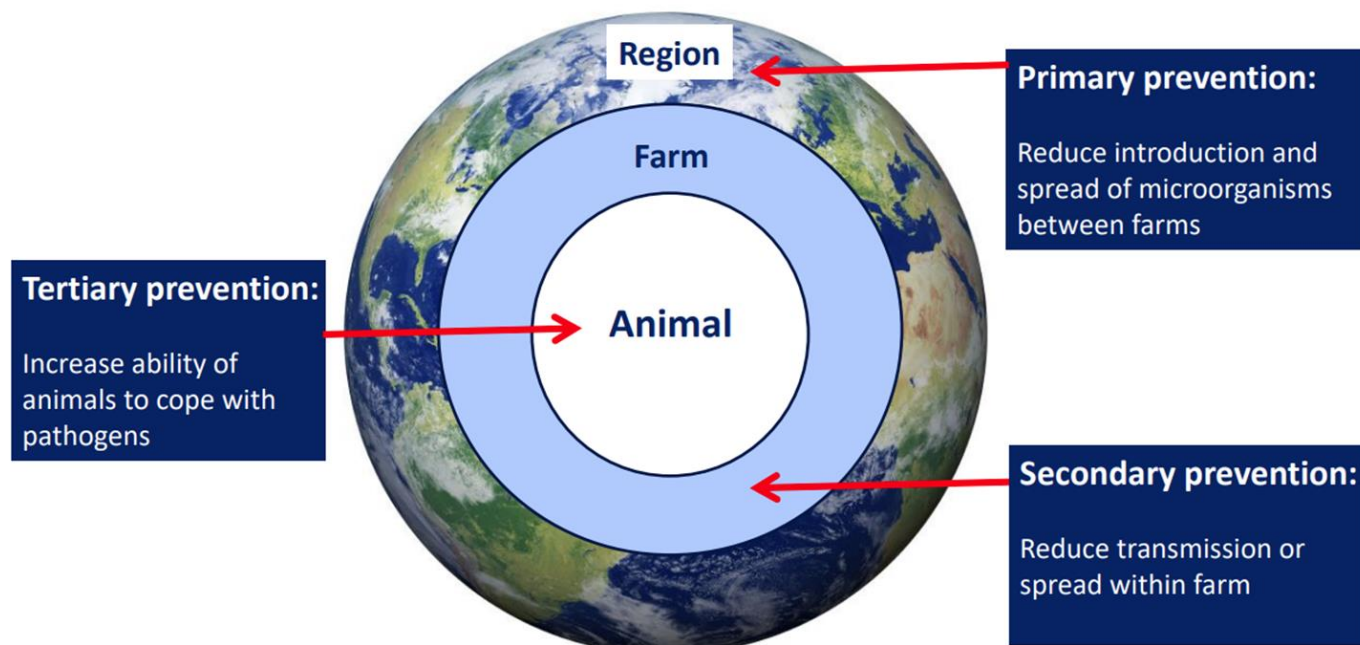 Region
Primary prevention:
Reduce introduction and
spread of microorganisms
between farms
Farm
Tertiary prevention:
Increase ability of
animals to cope with
pathogens
Animal
Secondary prevention:
Reduce transmission or
spread within farm